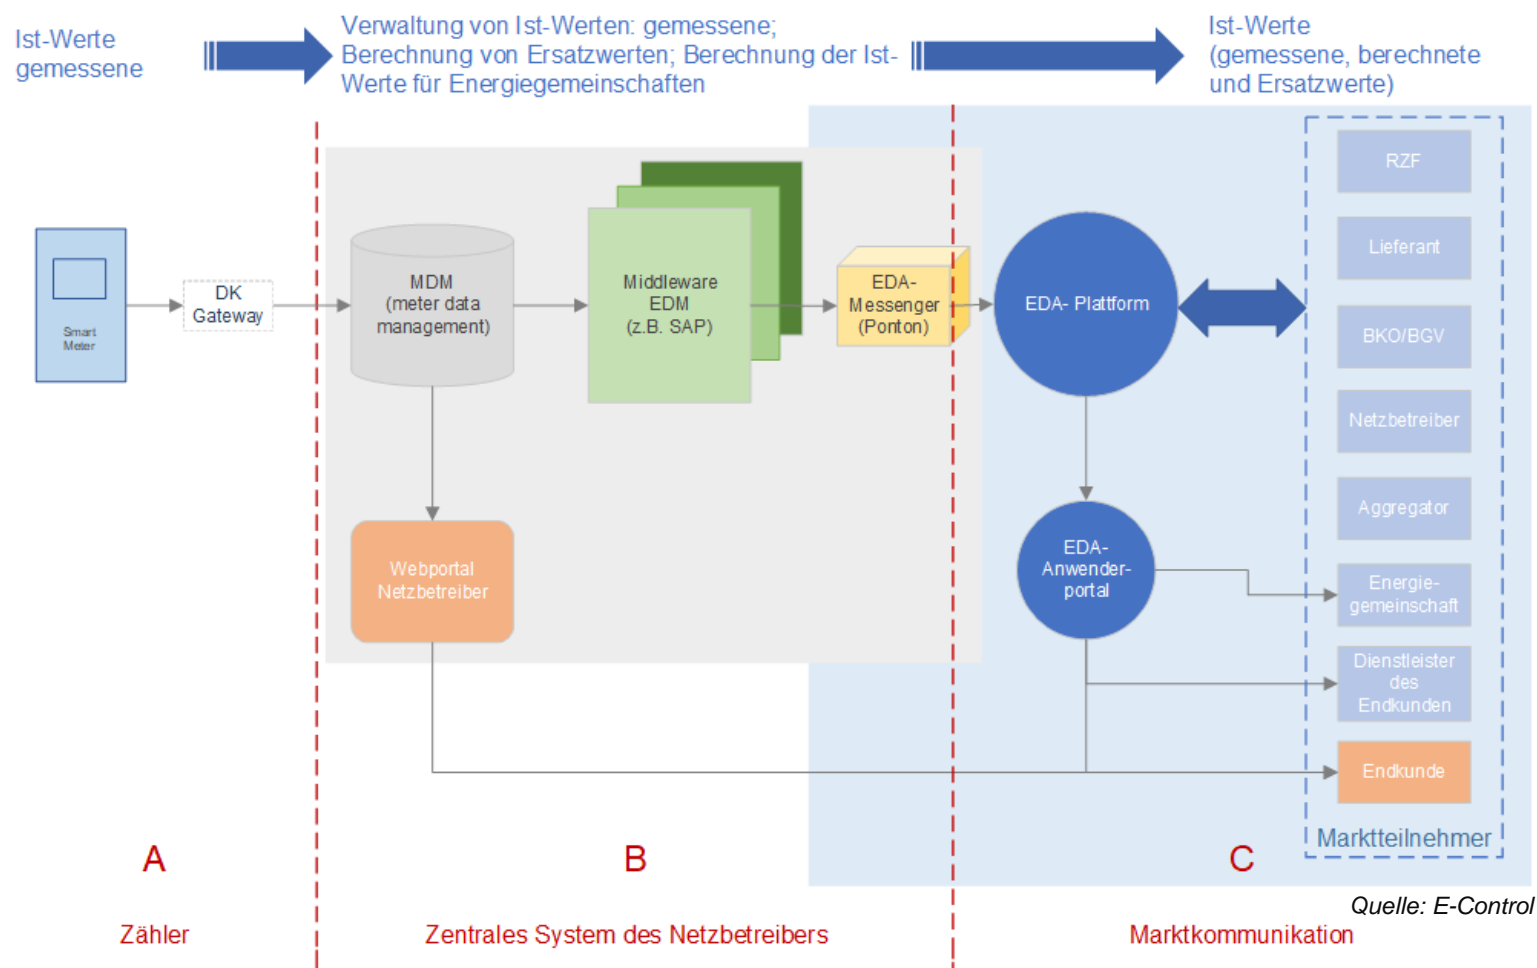 Ist-Werte
gemessene
Verwaltung von Ist-Werten: gemessene;
Berechnung von Ersatzwerten; Berechnung der Ist-
Werte für Energiegemeinschaften
Ist-Werte
(gemessene, berechnete
und Ersatzwerte)
Smart
Meter
DK
Gateway
MDM
(meter data
management)
Middleware
EDM
(z.B. SAP)
EDA-
Messenger
(Ponton)
EDA- Plattform
RZF
Lieferant
BKO/BGV
Netzbetreiber
Aggregator
Energie-
gemeinschaft
Dienstleister
des
Endkunden
Endkunde
Marktteilnehmer
Webportal
Netzbetreiber
EDA-
Anwender-
portal
A
B
C
Quelle: E-Control
Zähler
Zentrales System des Netzbetreibers
Marktkommunikation